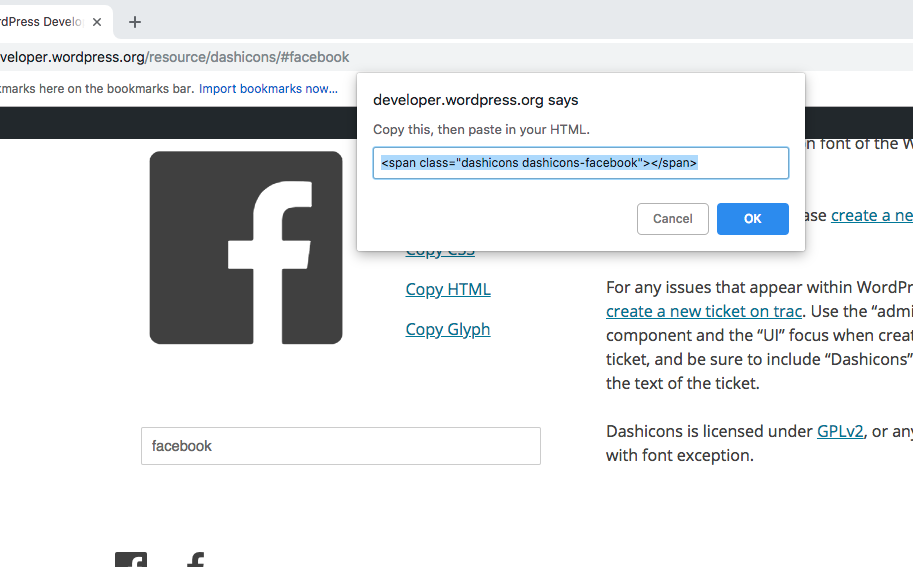 rdPress Develo
veloper.wordpress.org/resource/dashicons/#facebook
kmarks here on the bookmarks bar. Import bookmarks now...
developer.wordpress.org says
Copy this, then paste in your HTML.
<span class="dashicons dashicons-facebook"></span>
Cancel
OK
n font of the W
ase create a ne
Copy CSS
Copy HTML
Copy Glyph
For any issues that appear within WordPr
create a new ticket on trac. Use the “admi
component and the “UI” focus when creat
ticket, and be sure to include “Dashicons”
the text of the ticket.
facebook
Dashicons is licensed under GPLv2, or any
with font exception.